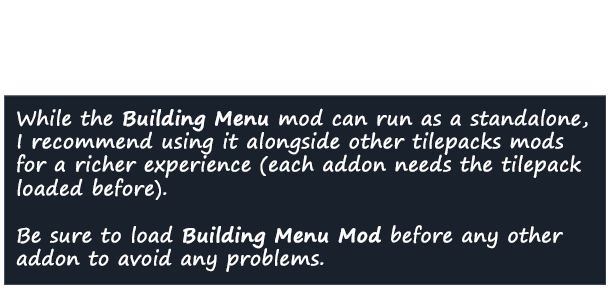 While the Building Menu mod can run as a standalone,
I recommend using it alongside other tilepacks mods
for a richer experience (each addon needs the tilepack
loaded before).
Be sure to load Building Menu Mod before any other
addon to avoid any problems.